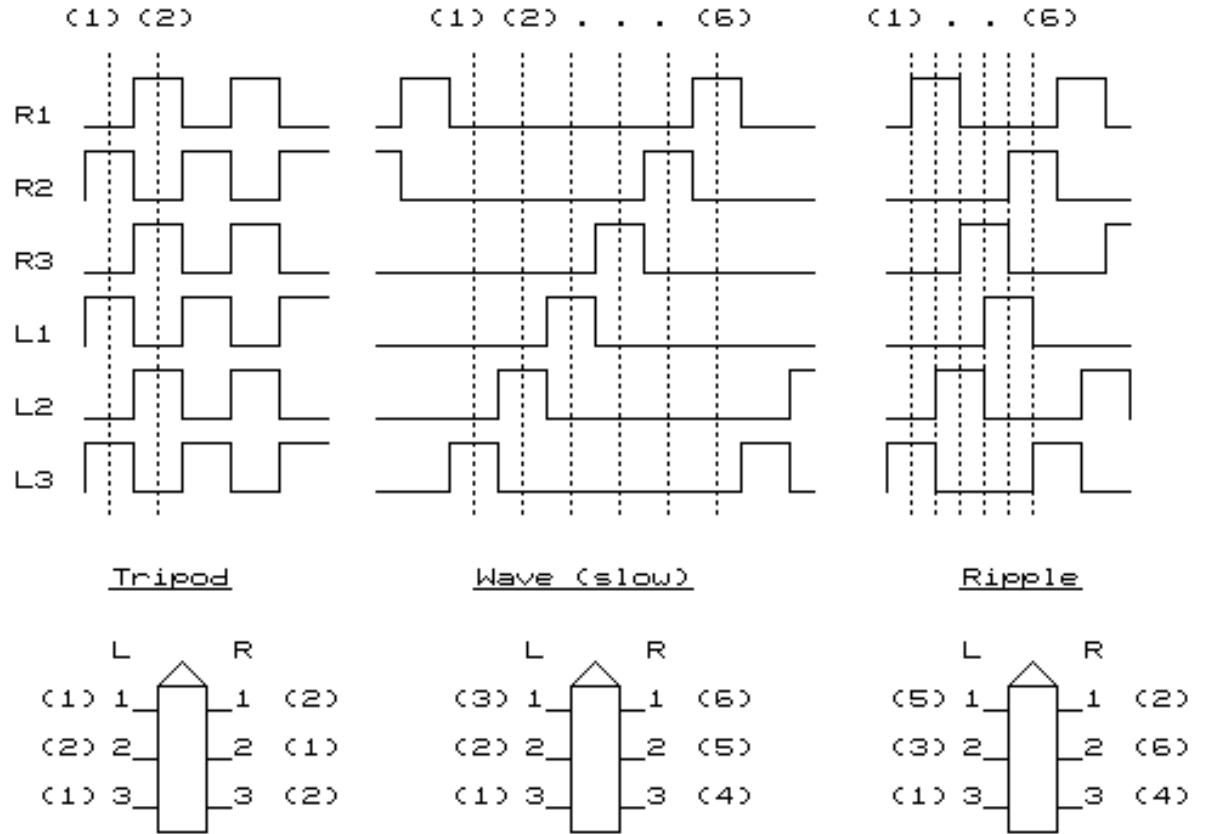 (1) (2) (1) (2) . . . (6) (1) . . (6)
R1
R2
R3
L1
L2
L3
Tripod Wave (slow) Ripple
L R L R L R
(1) 1 1 (2) (3) 1 1 (6) (5) 1 1 (2)
(2) 2 2 (1) (2) 2 2 (5) (3) 2 2 (6)
(1) 3 3 (2) (1) 3 3 (4) (1) 3 3 (4)